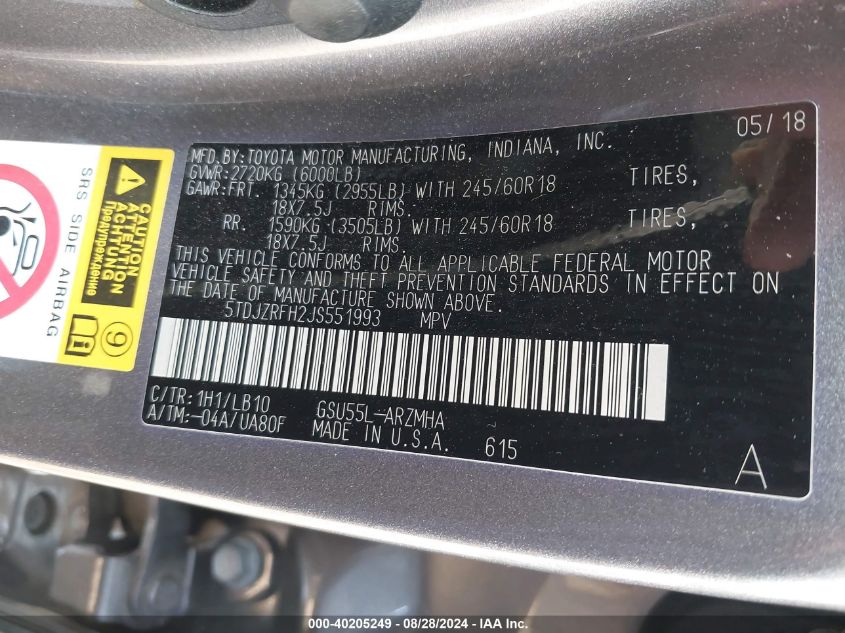 MFD.BY:TOYOTA MOTOR MANUFACTURING, INDIANA, INC. 05/18
GVWR:2720KG (6000LB)
GAWR:FRT. 1345KG (2955LB) WITH 245/60R18 TIRES,
18X7.5J RIMS.
RR. 1590KG (3505LB) WITH 245/60R18 TIRES,
18X7.5J RIMS.
THIS VEHICLE CONFORMS TO ALL APPLICABLE FEDERAL MOTOR
VEHICLE SAFETY AND THEFT PREVENTION STANDARDS IN EFFECT ON
THE DATE OF MANUFACTURE SHOWN ABOVE.
5TDJZRFH2JS551993 MPV
C/TR: 1H1/LB10 GSU55L-ARZMHA
A/TM:-04A/UA80F MADE IN U.S.A. 615
A
CAUTION
ATTENTION
ACHTUNG
Предупреждение
SRS SIDE AIRBAG
9
000-40205249 - 08/28/2024 - IAA Inc.